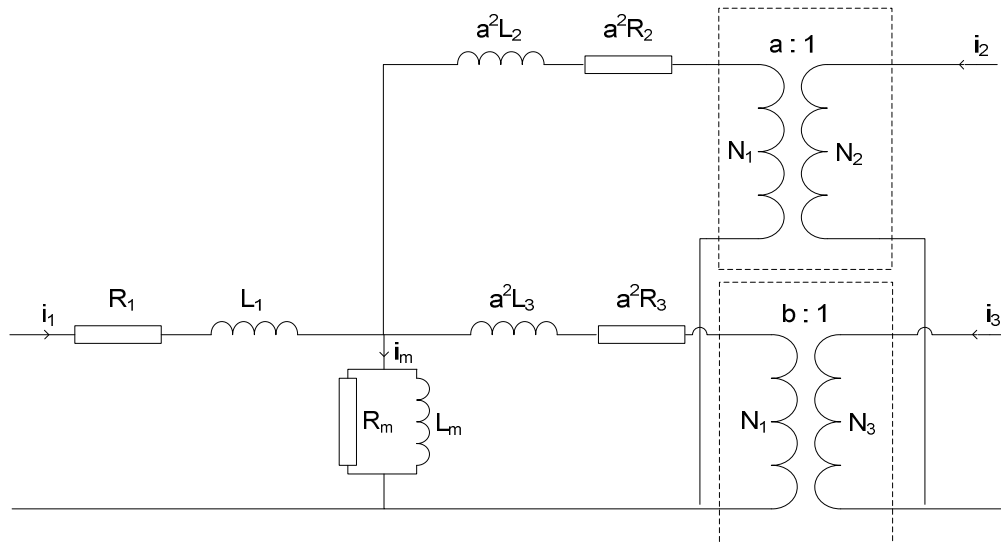 a²L₂
a²R₂
a : 1
i₂
N₁
N₂
i₁
R₁
L₁
a²L₃
a²R₃
b : 1
i₃
iₘ
Rₘ
Lₘ
N₁
N₃